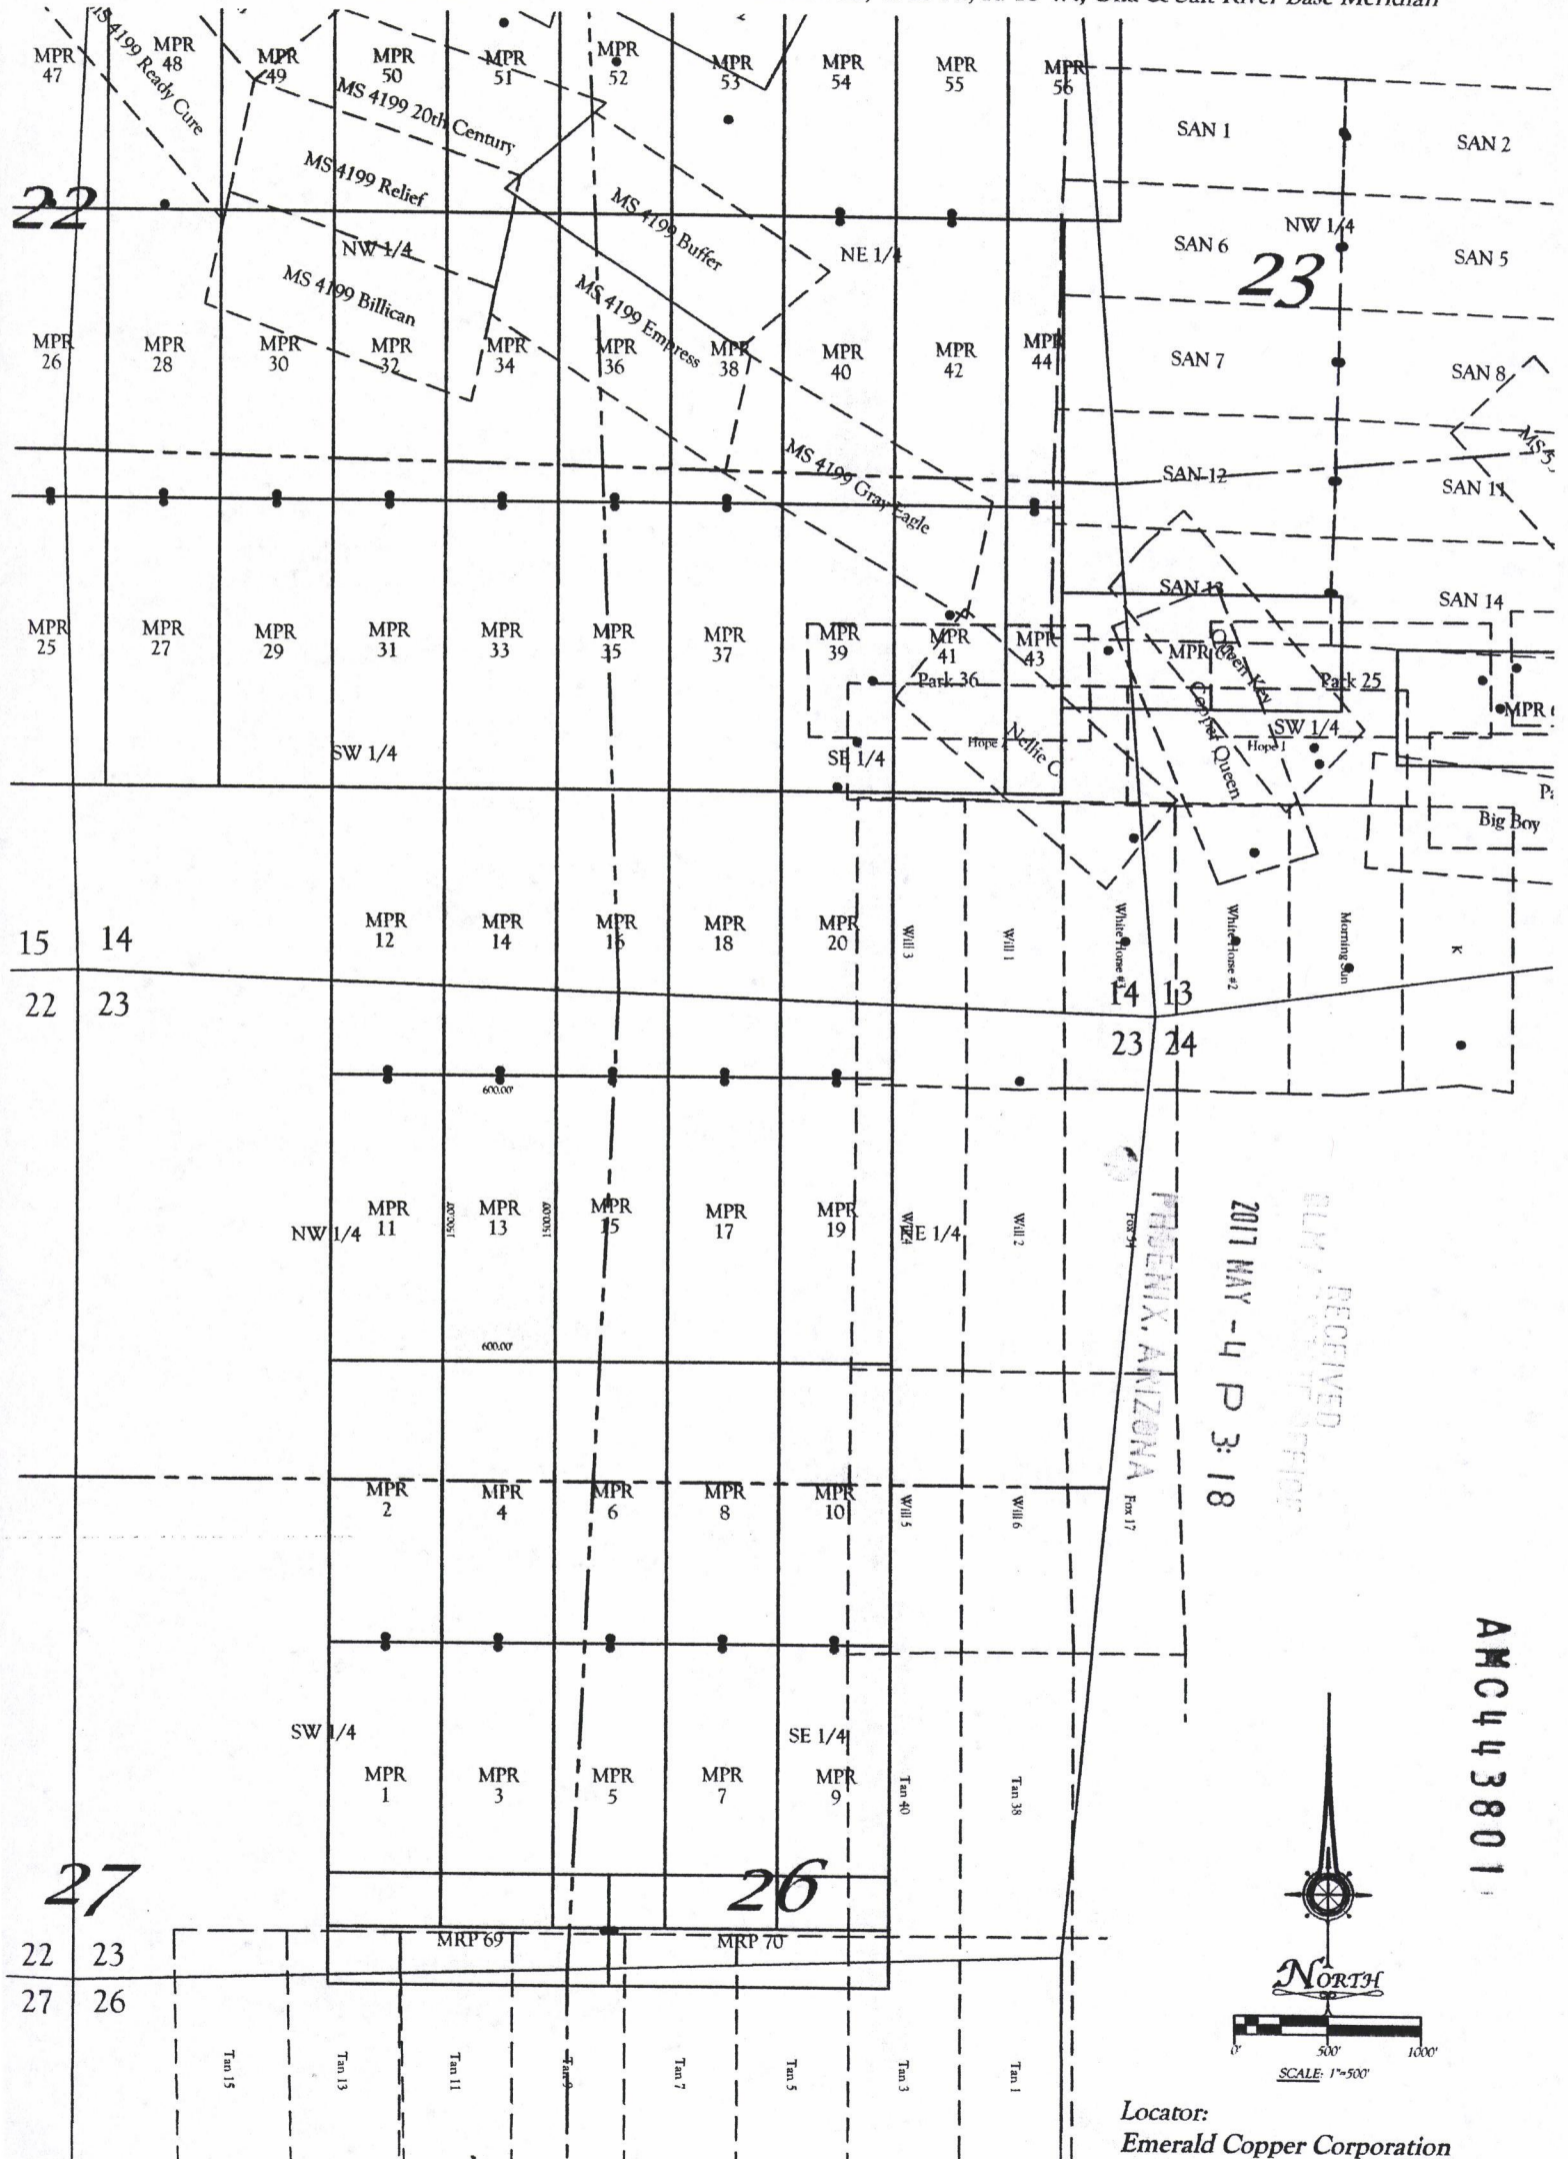 Gila & Salt River Base Meridian
MPR 47
MPR 48
MPR 49
MPR 50
MPR 51
MPR 52
MPR 53
MPR 54
MPR 55
MPR 56
MS 4199 Ready Cure
MS 4199 20th Century
MS 4199 Relief
MS 4199 Buffer
MS 4199 Billican
MS 4199 Empress
MS 4199 Gray Eagle
SAN 1
SAN 2
22
NW 1/4
NE 1/4
NW 1/4
SAN 6
23
SAN 5
MPR 26
MPR 28
MPR 30
MPR 32
MPR 34
MPR 36
MPR 38
MPR 40
MPR 42
MPR 44
SAN 7
SAN 8
SAN 12
SAN 11
SAN 13
SAN 14
MPR 25
MPR 27
MPR 29
MPR 31
MPR 33
MPR 35
MPR 37
MPR 39
MPR 41
MPR 43
Park 36
Queen Key
Park 25
Copper Queen
SW 1/4
SE 1/4
Hope
Nellie C
SW 1/4
Hope 1
Big Boy
15 14
22 23
MPR 12
MPR 14
MPR 16
MPR 18
MPR 20
Will 3
Will 1
White Horse #2
Morning Sun
K
14 13
23 24
600.00'
NW 1/4
MPR 11
1500.00'
MPR 13
1500.00'
MPR 15
MPR 17
MPR 19
Will 2
Fox 54
600.00'
RECEIVED
2017 MAY -4 P 3: 18
PHOENIX, ARIZONA
MPR 2
MPR 4
MPR 6
MPR 8
MPR 10
Will 5
Will 6
Fox 17
AMC443801
SW 1/4
SE 1/4
MPR 1
MPR 3
MPR 5
MPR 7
MPR 9
Tan 40
Tan 38
27
26
MRP 69
MRP 70
22 23
27 26
Tan 15
Tan 13
Tan 11
Tan 9
Tan 7
Tan 5
Tan 3
Tan 1
NORTH
0' 500' 1000'
SCALE: 1"=500'
Locator:
Emerald Copper Corporation